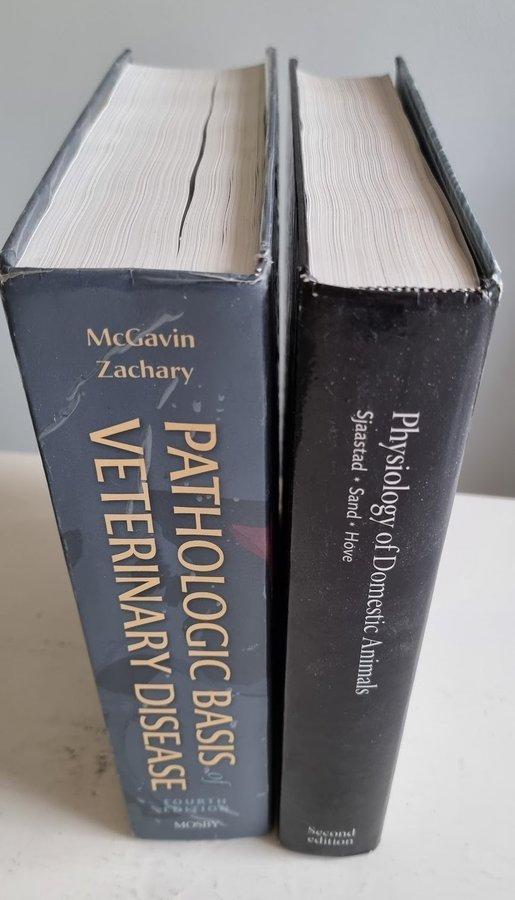 McGavin
Zachary
PATHOLOGIC BASIS of
VETERINARY DISEASE
FOURTH
EDITION
MOSBY
Physiology of Domestic Animals
Sjaastad • Sand • Hove
Second
edition